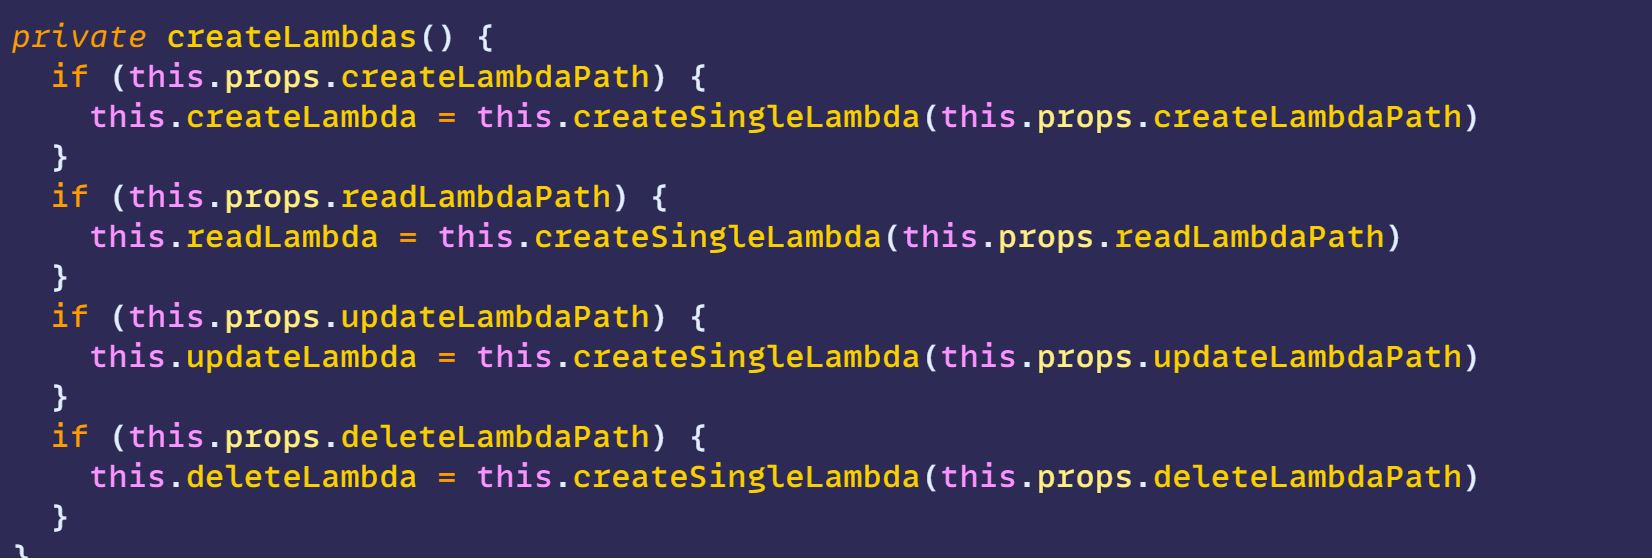 private createLambdas() {
  if (this.props.createLambdaPath) {
    this.createLambda = this.createSingleLambda(this.props.createLambdaPath)
  }
  if (this.props.readLambdaPath) {
    this.readLambda = this.createSingleLambda(this.props.readLambdaPath)
  }
  if (this.props.updateLambdaPath) {
    this.updateLambda = this.createSingleLambda(this.props.updateLambdaPath)
  }
  if (this.props.deleteLambdaPath) {
    this.deleteLambda = this.createSingleLambda(this.props.deleteLambdaPath)
  }
}